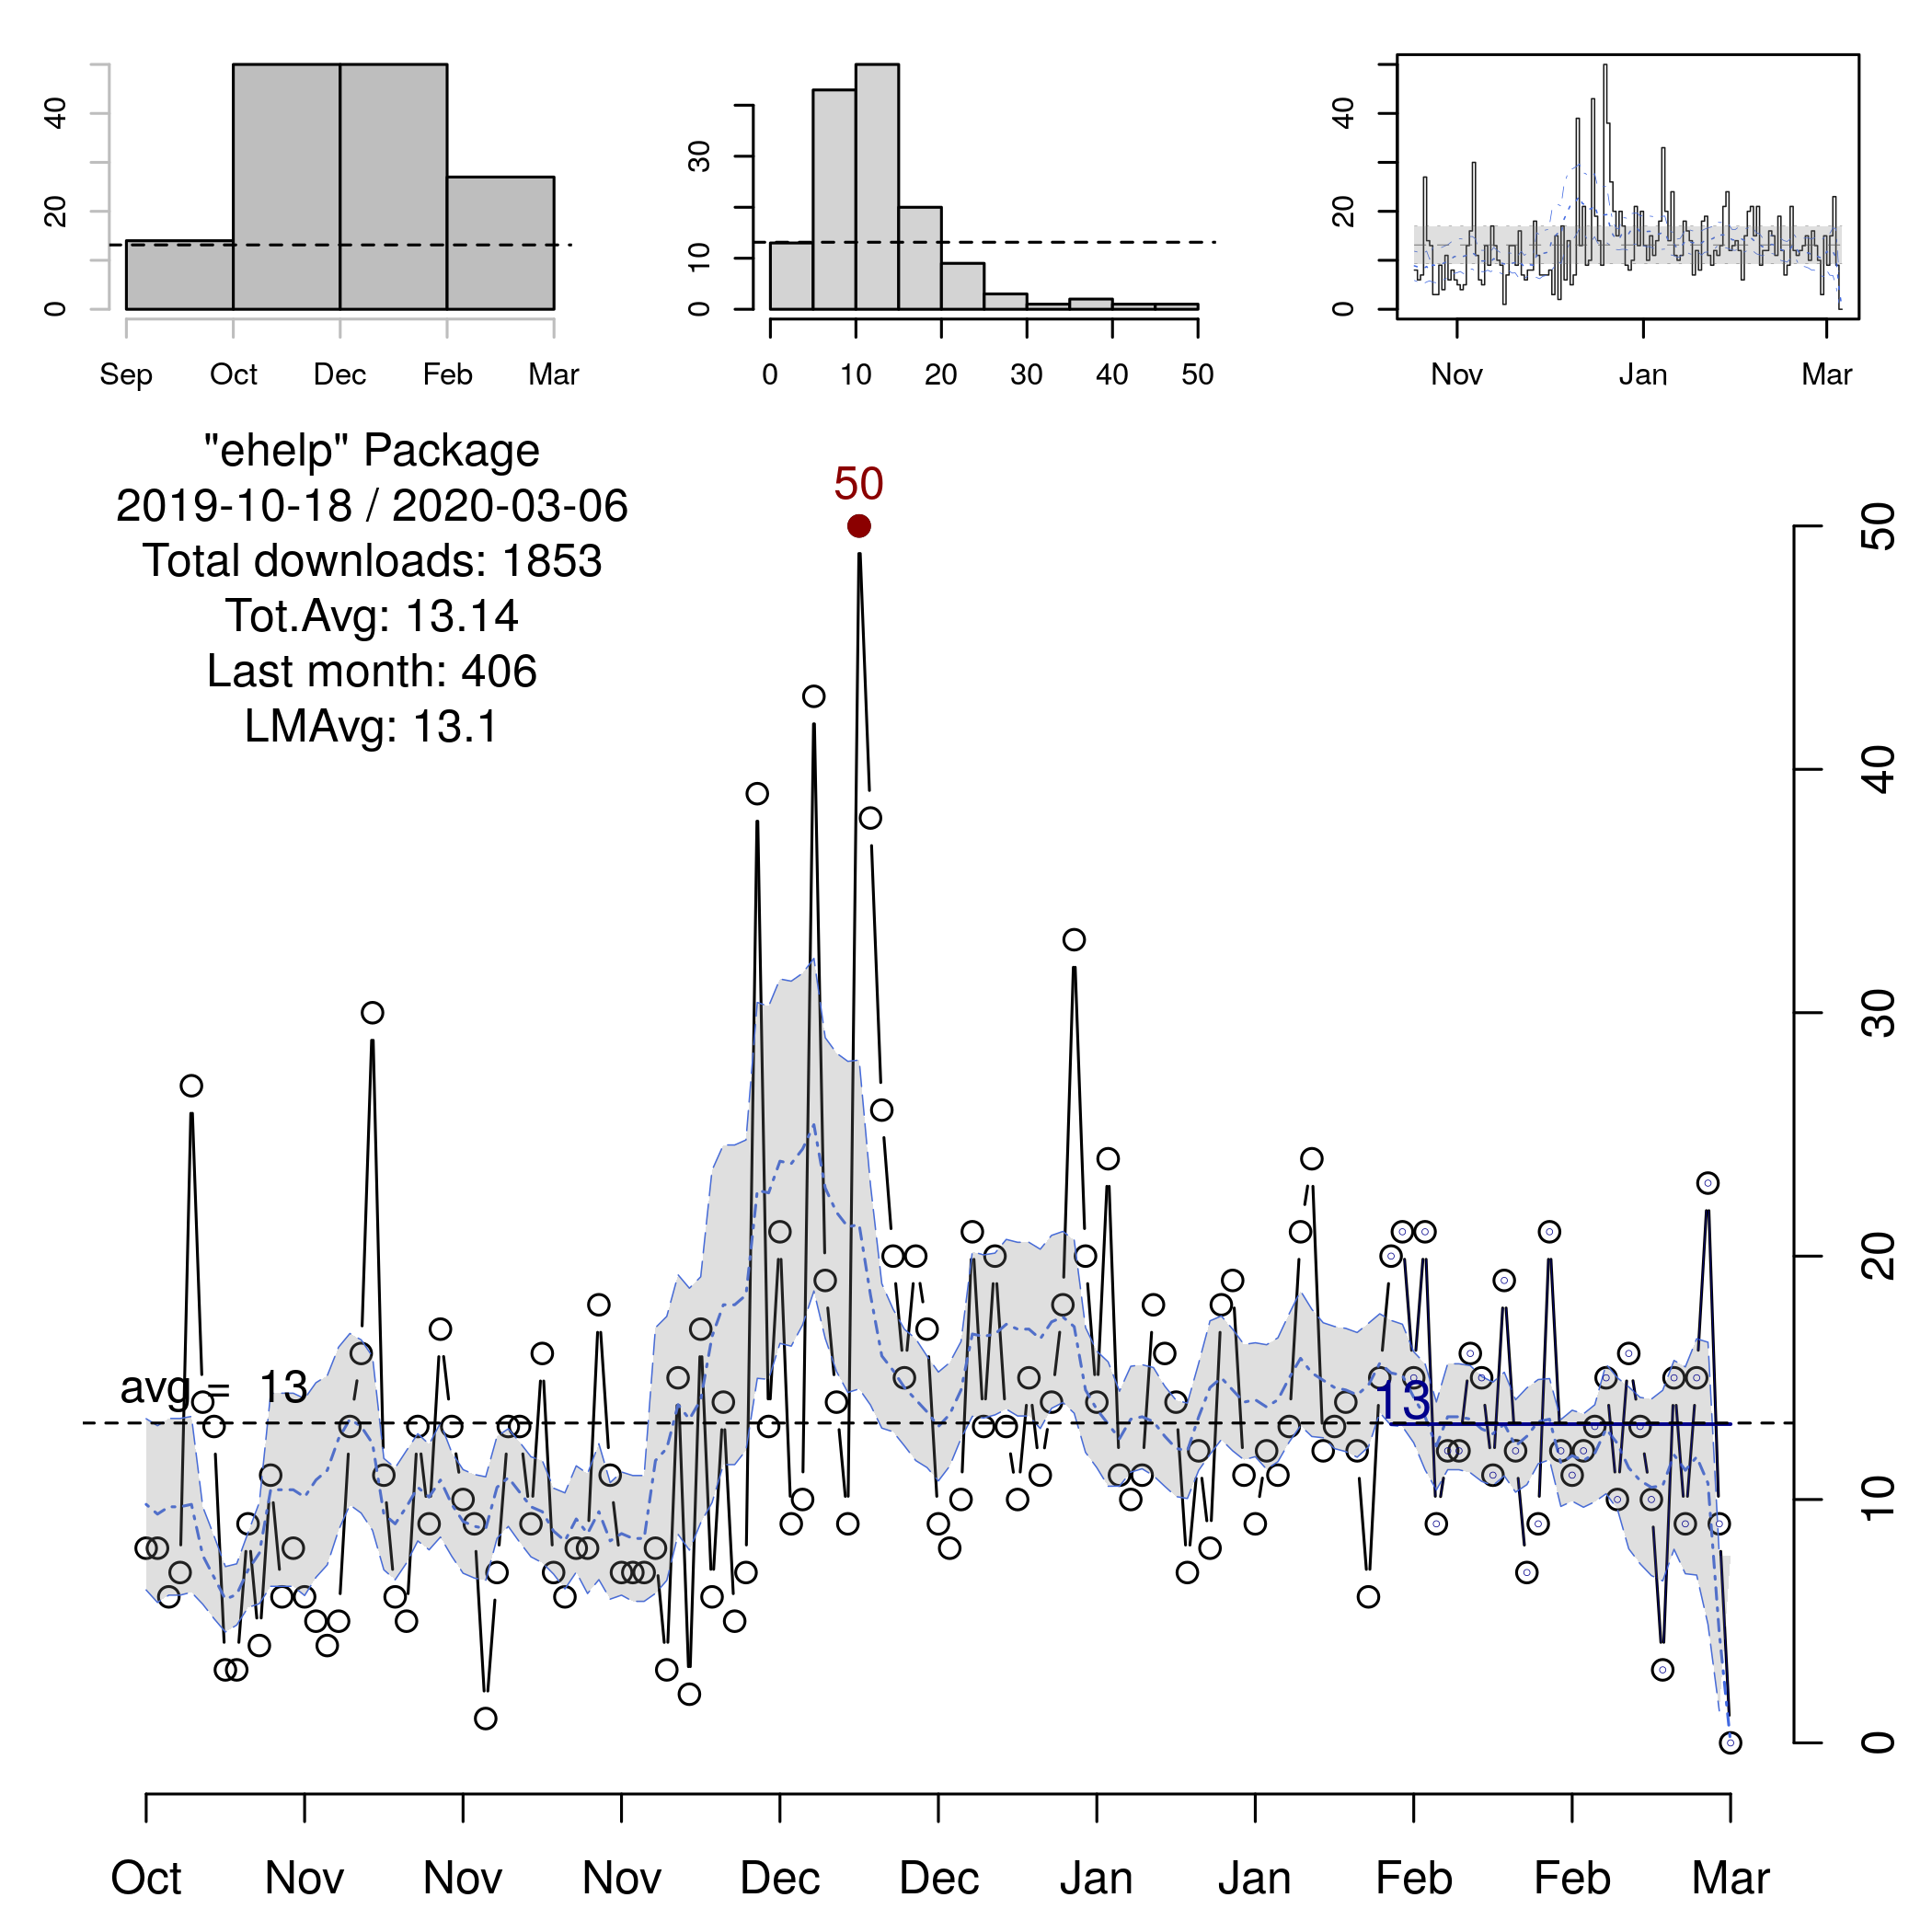 40
20
0
Sep Oct Dec Feb Mar
30
10
0
0 10 20 30 40 50
40
20
0
Nov Jan Mar
"ehelp" Package
2019-10-18 / 2020-03-06
Total downloads: 1853
Tot.Avg: 13.14
Last month: 406
LMAvg: 13.1
50
avg = 13
13
50
40
30
20
10
0
Oct Nov Nov Nov Dec Dec Jan Jan Feb Feb Mar